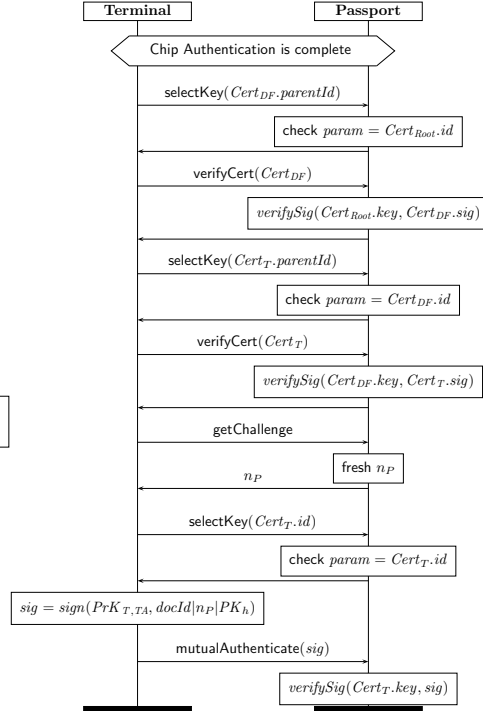 Terminal Passport
Chip Authentication is complete
selectKey(Cert_DF.parentId)
check param = Cert_Root.id
verifyCert(Cert_DF)
verifySig(Cert_Root.key, Cert_DF.sig)
selectKey(Cert_T.parentId)
check param = Cert_DF.id
verifyCert(Cert_T)
verifySig(Cert_DF.key, Cert_T.sig)
getChallenge
fresh n_P
n_P
selectKey(Cert_T.id)
check param = Cert_T.id
sig = sign(PrK_T,TA, docId|n_P|PK_h)
mutualAuthenticate(sig)
verifySig(Cert_T.key, sig)